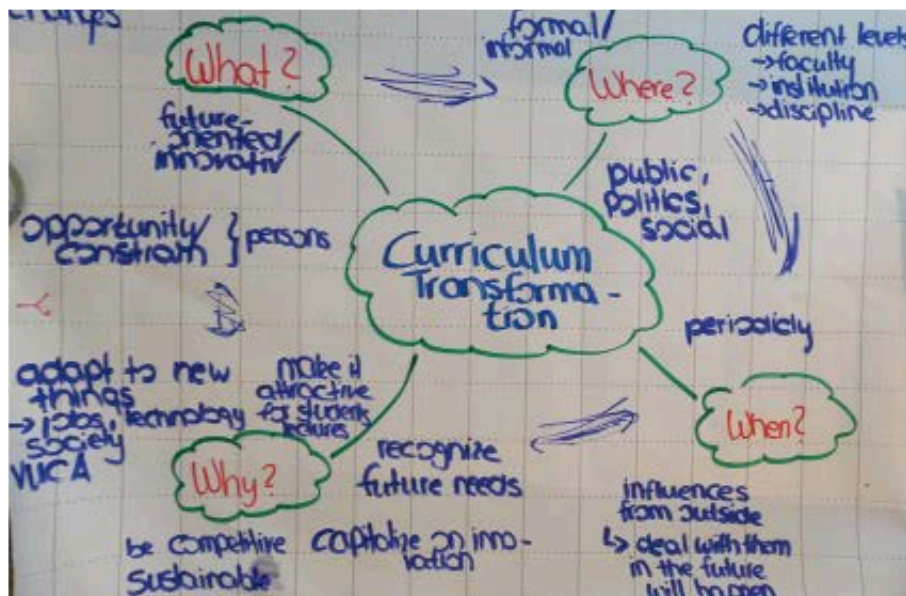 changes
What?
future-
oriented/
innovativ
opportunity/
constrain } persons
formal/
informal
Where?
different levels
→ faculty
→ institution
→ discipline
public,
politics,
social
Curriculum
Transforma-
tion
periodicly
When?
influences
from outside
↳ deal with them
in the future
will happen
adapt to new
things
→ jobs, technology
society
VUCA
make it
attractive
for students,
lectures
Why?
recognize
future needs
be competitive
sustainable
capitalize on inno-
vation